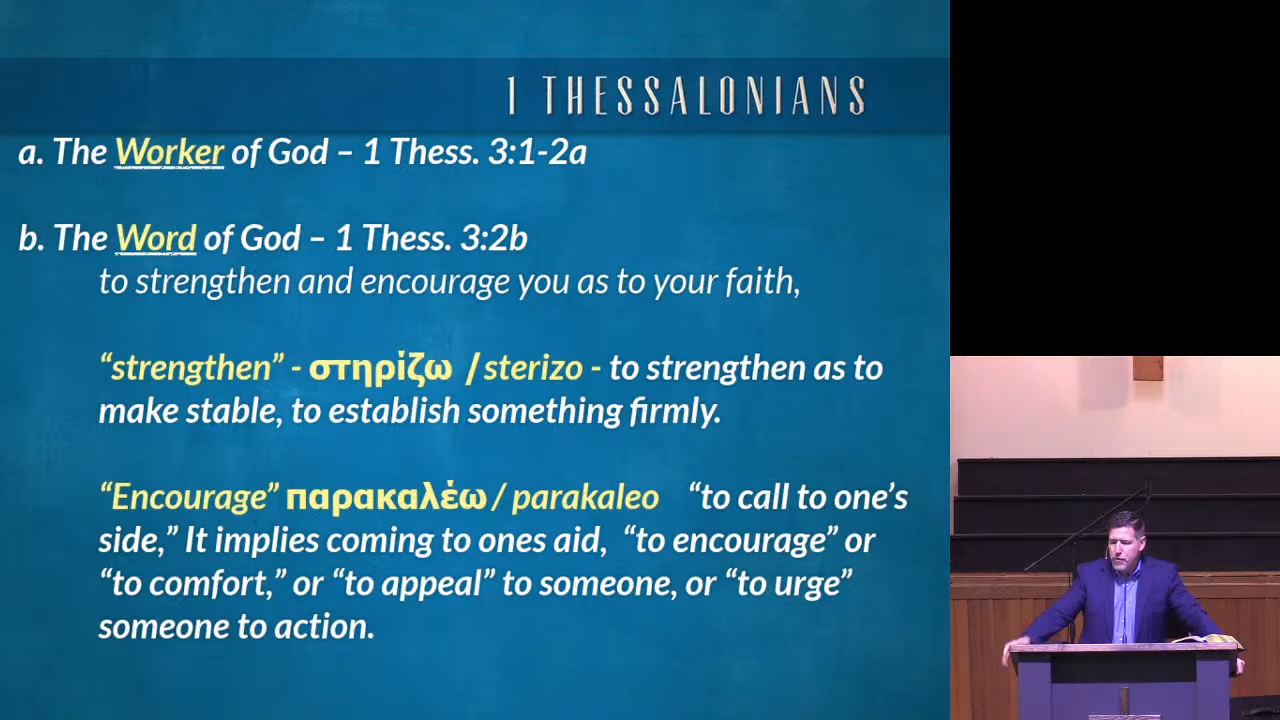 1 THESSALONIANS
a. The Worker of God – 1 Thess. 3:1-2a
b. The Word of God – 1 Thess. 3:2b
to strengthen and encourage you as to your faith,
“strengthen” - στηρίζω / sterizo - to strengthen as to
make stable, to establish something firmly.
“Encourage” παρακαλέω / parakaleo “to call to one’s
side,” It implies coming to ones aid, “to encourage” or
“to comfort,” or “to appeal” to someone, or “to urge”
someone to action.